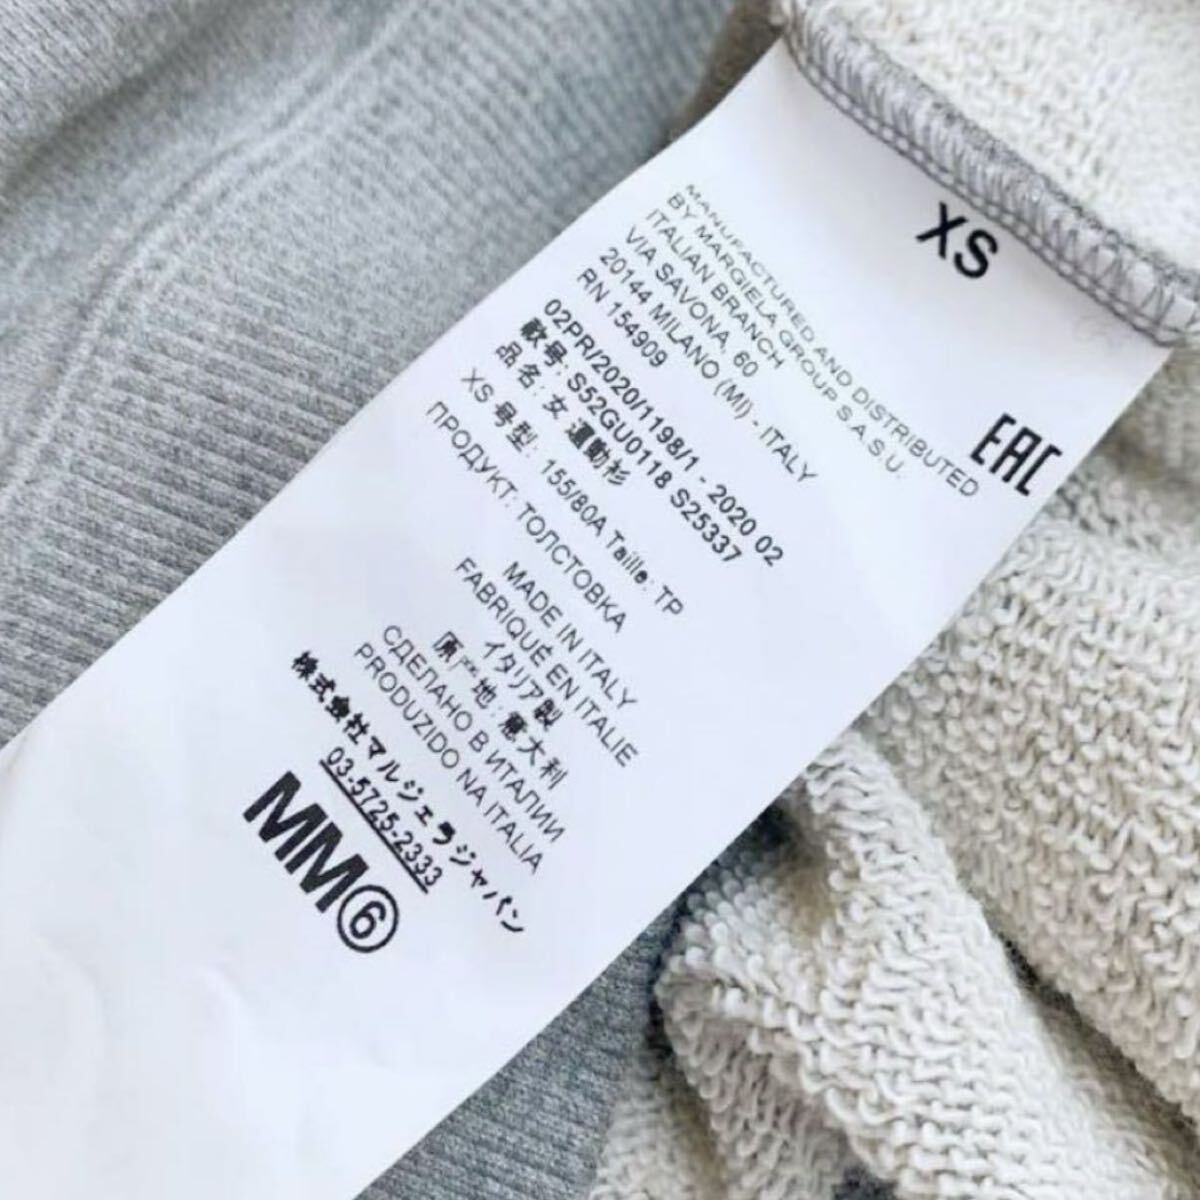 XS
MANUFACTURED AND DISTRIBUTED
BY MARGIELA GROUP S.A.S.U.
ITALIAN BRANCH
VIA SAVONA, 60
20144 MILANO (MI) - ITALY
RN 154909
EAC
02PR/2020/1198/1 - 2020 02
款号: S52GU0118 S25337
品名: 女 運動衫
XS 号型: 155/80A Taille: TP
ПРОДУКТ: ТОЛСТОВКА
MADE IN ITALY
FABRIQUÉ EN ITALIE
イタリア製
原产地: 意大利
СДЕЛАНО В ИТАЛИИ
PRODUZIDO NA ITALIA
株式会社マルジェラジャパン
03-5725-2333
MM⑥